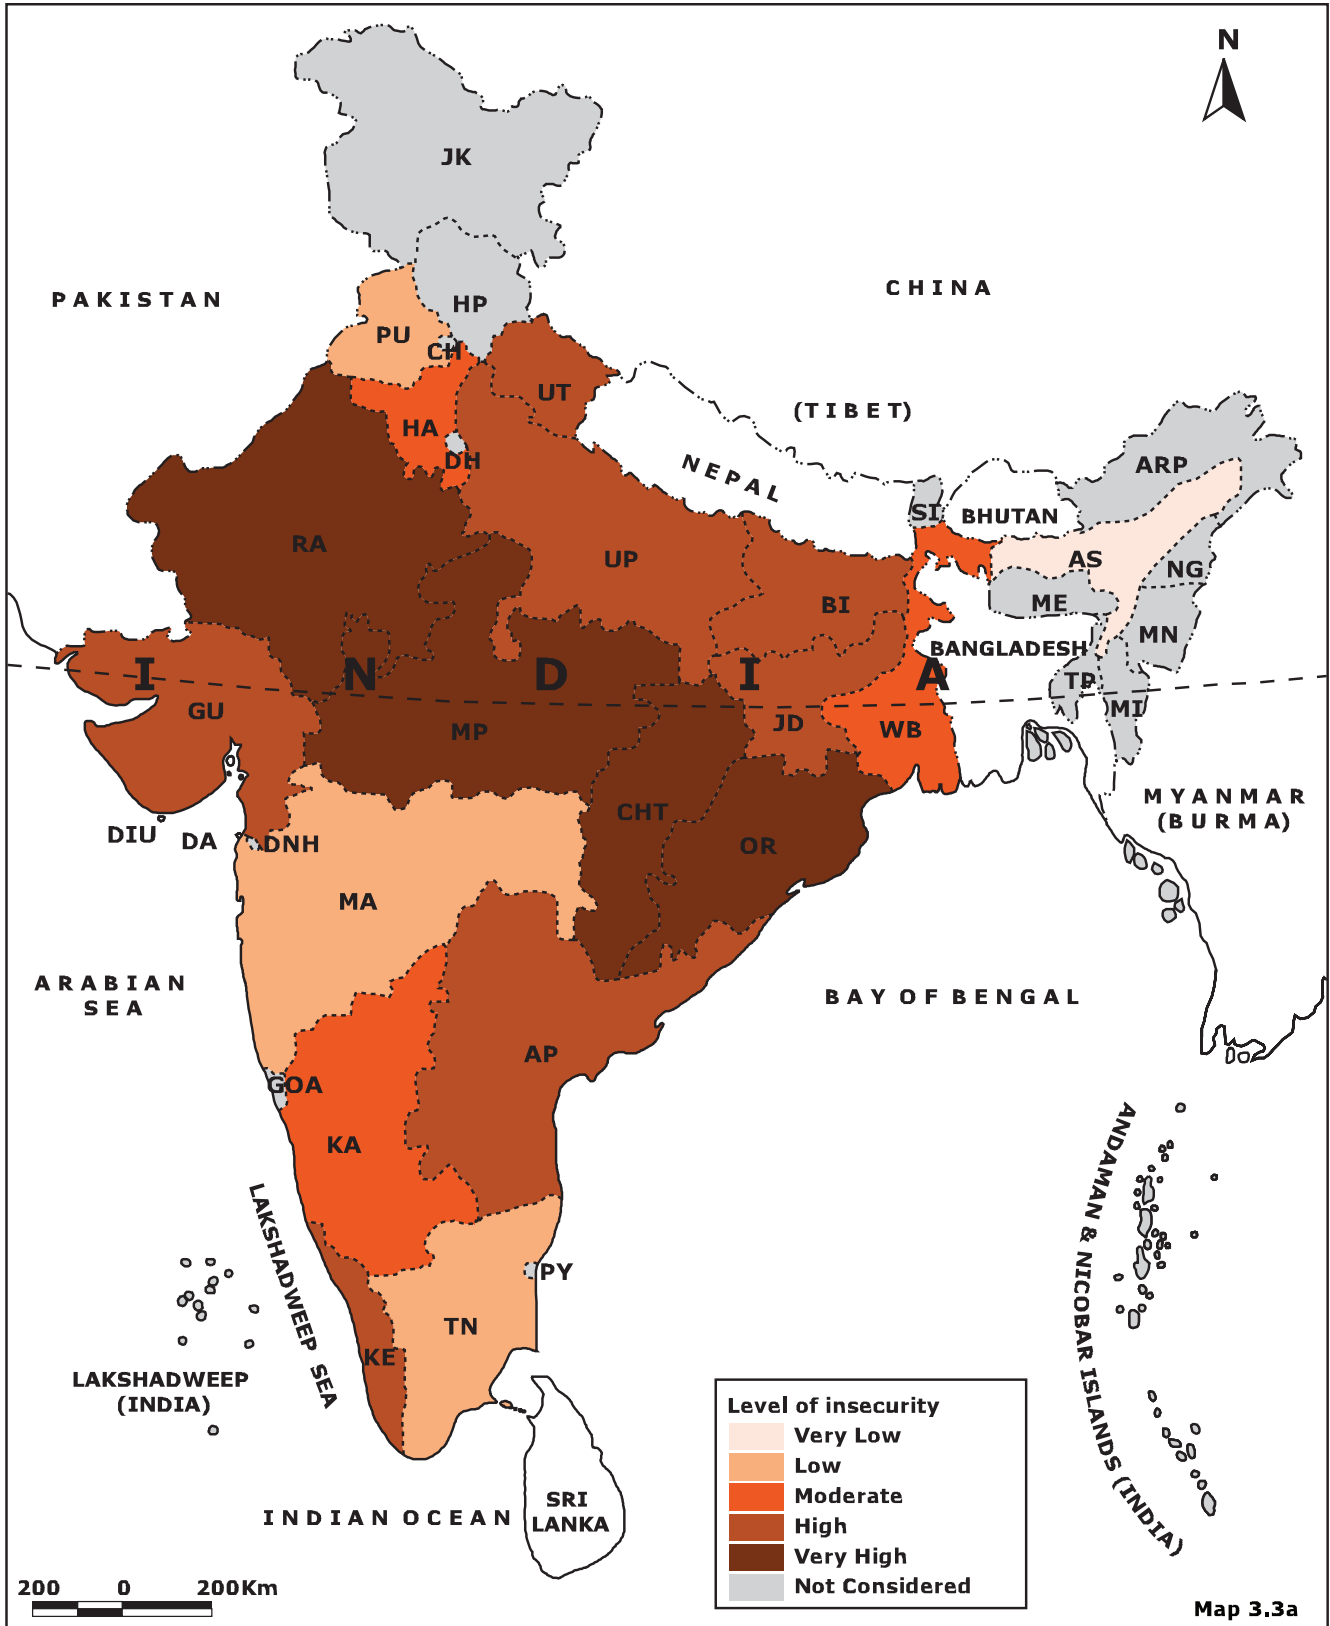 N
JK
PAKISTAN
CHINA
HP
PU
CH
UT
(TIBET)
HA
DH
NEPAL
ARP
SI
BHUTAN
RA
UP
AS
NG
BI
ME
MN
BANGLADESH
I N D I A
TP
MI
GU
MP
JD
WB
CHT
MYANMAR
(BURMA)
DIU
DA
DNH
OR
MA
ARABIAN
SEA
BAY OF BENGAL
AP
GOA
KA
LAKSHADWEEP SEA
ANDAMAN & NICOBAR ISLANDS (INDIA)
PY
TN
KE
LAKSHADWEEP
(INDIA)
INDIAN OCEAN
SRI
LANKA
Level of insecurity
Very Low
Low
Moderate
High
Very High
Not Considered
200 0 200Km
Map 3.3a